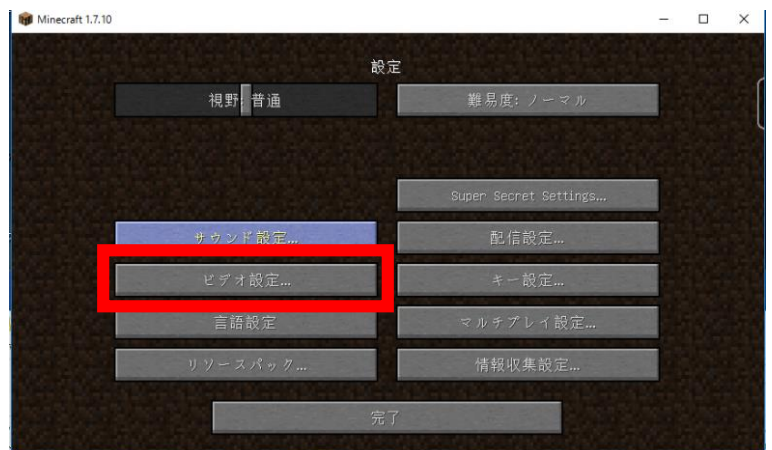 Minecraft 1.7.10
設定
視野: 普通
難易度: ノーマル
Super Secret Settings...
サウンド設定...
配信設定...
ビデオ設定...
キー設定...
言語設定
マルチプレイ設定...
リソースパック...
情報収集設定...
完了